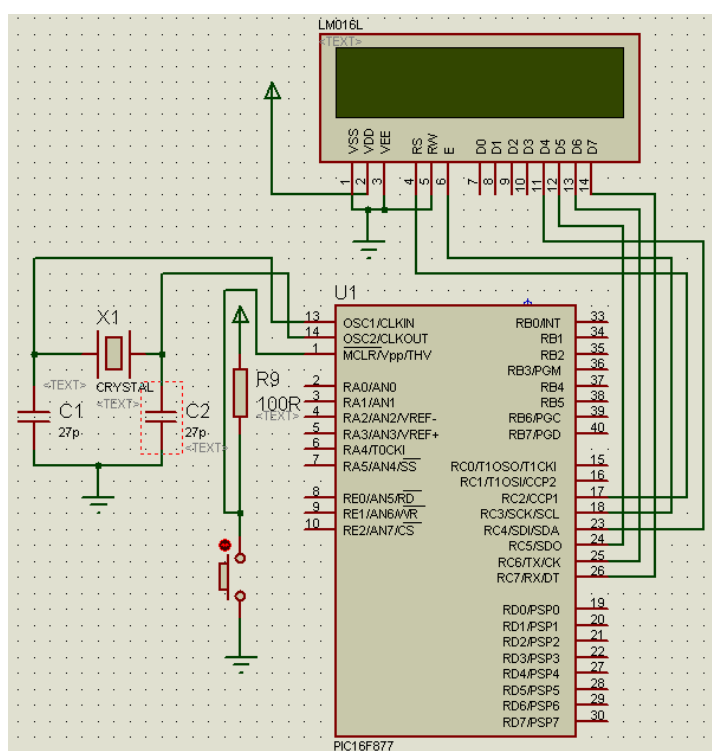 LM016L
<TEXT>
VSS VDD VEE RS RW E D0 D1 D2 D3 D4 D5 D6 D7
1 2 3 4 5 6 7 8 9 10 11 12 13 14
X1
CRYSTAL
<TEXT>
C1
27p
<TEXT>
C2
27p
<TEXT>
R9
100R
<TEXT>
U1
13 OSC1/CLKIN RB0/INT 33
14 OSC2/CLKOUT RB1 34
1 MCLR/Vpp/THV RB2 35
RB3/PGM 36
2 RA0/AN0 RB4 37
3 RA1/AN1 RB5 38
4 RA2/AN2/VREF- RB6/PGC 39
5 RA3/AN3/VREF+ RB7/PGD 40
6 RA4/T0CKI
7 RA5/AN4/SS RC0/T1OSO/T1CKI 15
RC1/T1OSI/CCP2 16
8 RE0/AN5/RD RC2/CCP1 17
9 RE1/AN6/WR RC3/SCK/SCL 18
10 RE2/AN7/CS RC4/SDI/SDA 23
RC5/SDO 24
RC6/TX/CK 25
RC7/RX/DT 26
RD0/PSP0 19
RD1/PSP1 20
RD2/PSP2 21
RD3/PSP3 22
RD4/PSP4 27
RD5/PSP5 28
RD6/PSP6 29
RD7/PSP7 30
PIC16F877